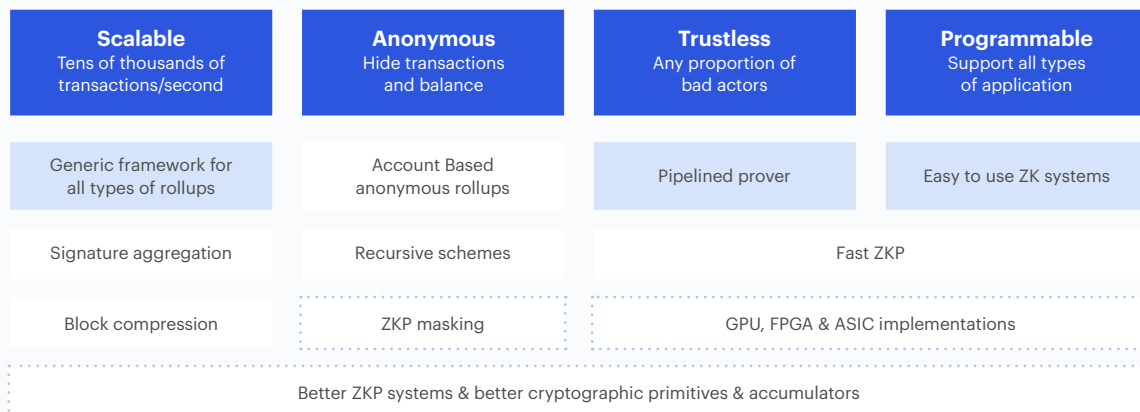 Scalable
Tens of thousands of
transactions/second
Anonymous
Hide transactions
and balance
Trustless
Any proportion of
bad actors
Programmable
Support all types
of application
Generic framework for
all types of rollups
Account Based
anonymous rollups
Pipelined prover
Easy to use ZK systems
Signature aggregation
Recursive schemes
Fast ZKP
Block compression
ZKP masking
GPU, FPGA & ASIC implementations
Better ZKP systems & better cryptographic primitives & accumulators